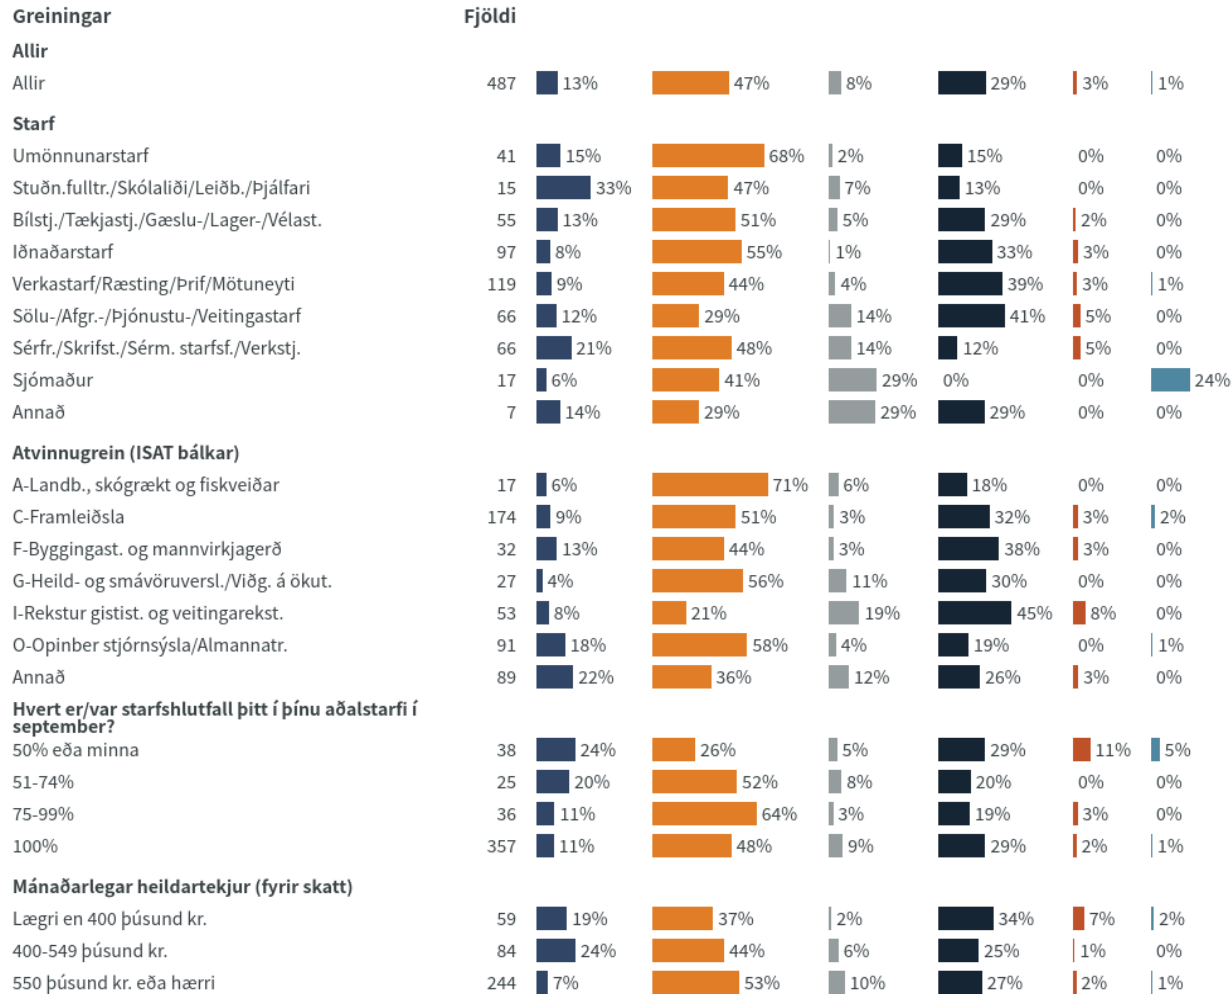 Greiningar Fjöldi
Allir
Allir 487 13% 47% 8% 29% 3% 1%
Starf
Umönnunarstarf 41 15% 68% 2% 15% 0% 0%
Stuðn.fulltr./Skólaliði/Leiðb./Þjálfari 15 33% 47% 7% 13% 0% 0%
Bílstj./Tækjastj./Gæslu-/Lager-/Vélast. 55 13% 51% 5% 29% 2% 0%
Iðnaðarstarf 97 8% 55% 1% 33% 3% 0%
Verkastarf/Ræsting/Þrif/Mötuneyti 119 9% 44% 4% 39% 3% 1%
Sölu-/Afgr.-/Þjónustu-/Veitingastarf 66 12% 29% 14% 41% 5% 0%
Sérfr./Skrifst./Sérm. starfsf./Verkstj. 66 21% 48% 14% 12% 5% 0%
Sjómaður 17 6% 41% 29% 0% 0% 24%
Annað 7 14% 29% 29% 29% 0% 0%
Atvinnugrein (ISAT bálkar)
A-Landb., skógrækt og fiskveiðar 17 6% 71% 6% 18% 0% 0%
C-Framleiðsla 174 9% 51% 3% 32% 3% 2%
F-Byggingast. og mannvirkjagerð 32 13% 44% 3% 38% 3% 0%
G-Heild- og smávöruversl./Viðg. á ökut. 27 4% 56% 11% 30% 0% 0%
I-Rekstur gistist. og veitingarekst. 53 8% 21% 19% 45% 8% 0%
O-Opinber stjórnsýsla/Almannatr. 91 18% 58% 4% 19% 0% 1%
Annað 89 22% 36% 12% 26% 3% 0%
Hvert er/var starfshlutfall þitt í þínu aðalstarfi í
september?
50% eða minna 38 24% 26% 5% 29% 11% 5%
51-74% 25 20% 52% 8% 20% 0% 0%
75-99% 36 11% 64% 3% 19% 3% 0%
100% 357 11% 48% 9% 29% 2% 1%
Mánaðarlegar heildartekjur (fyrir skatt)
Lægri en 400 þúsund kr. 59 19% 37% 2% 34% 7% 2%
400-549 þúsund kr. 84 24% 44% 6% 25% 1% 0%
550 þúsund kr. eða hærri 244 7% 53% 10% 27% 2% 1%